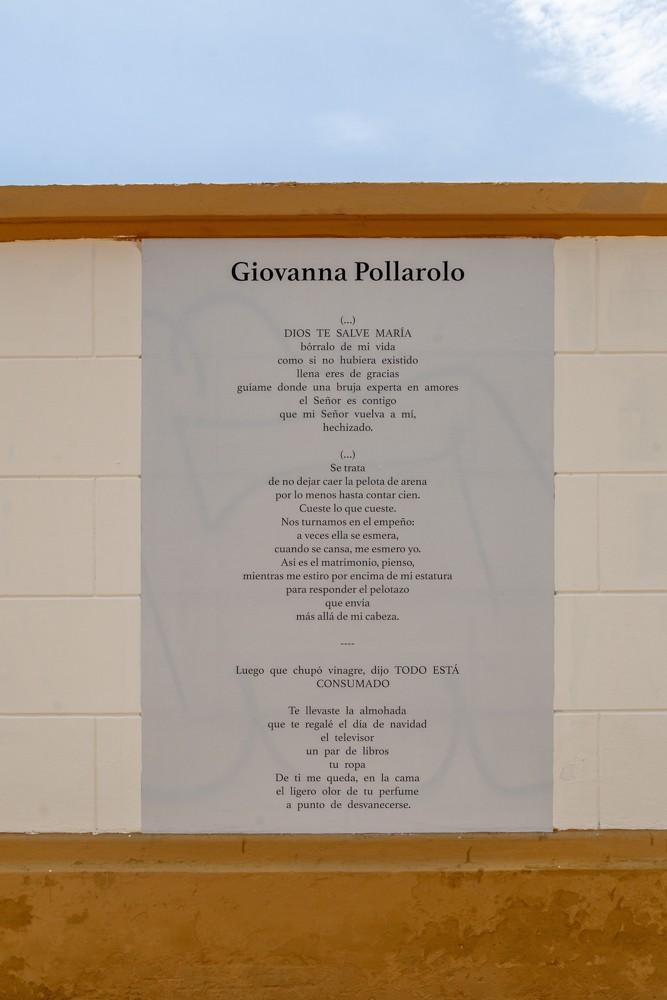 Giovanna Pollarolo
(...)
DIOS TE SALVE MARÍA
bórralo de mi vida
como si no hubiera existido
llena eres de gracias
guíame donde una bruja experta en amores
el Señor es contigo
que mi Señor vuelva a mí,
hechizado.
(...)
Se trata
de no dejar caer la pelota de arena
por lo menos hasta contar cien.
Cueste lo que cueste.
Nos turnamos en el empeño:
a veces ella se esmera,
cuando se cansa, me esmero yo.
Así es el matrimonio, pienso,
mientras me estiro por encima de mi estatura
para responder el pelotazo
que envia
más allá de mi cabeza.
----
Luego que chupó vinagre, dijo TODO ESTÁ
CONSUMADO
Te llevaste la almohada
que te regalé el día de navidad
el televisor
un par de libros
tu ropa
De ti me queda, en la cama
el ligero olor de tu perfume
a punto de desvanecerse.